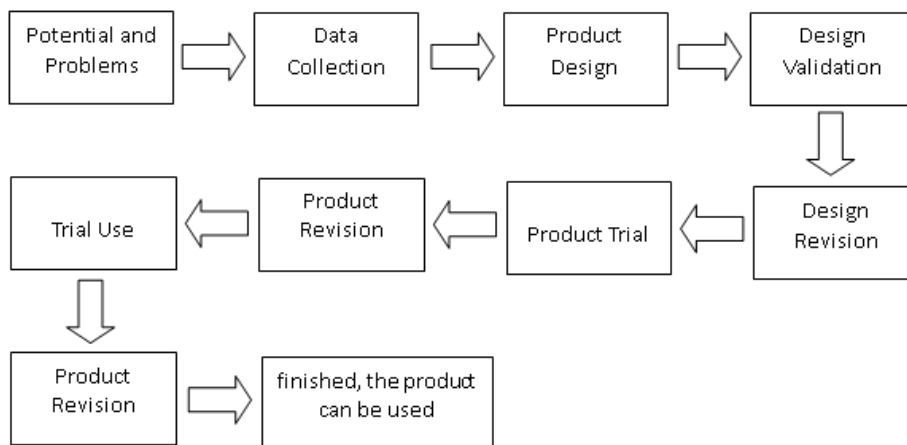 Potential and
Problems
Data
Collection
Product
Design
Design
Validation
Design
Revision
Product Trial
Product
Revision
Trial Use
Product
Revision
finished, the product
can be used